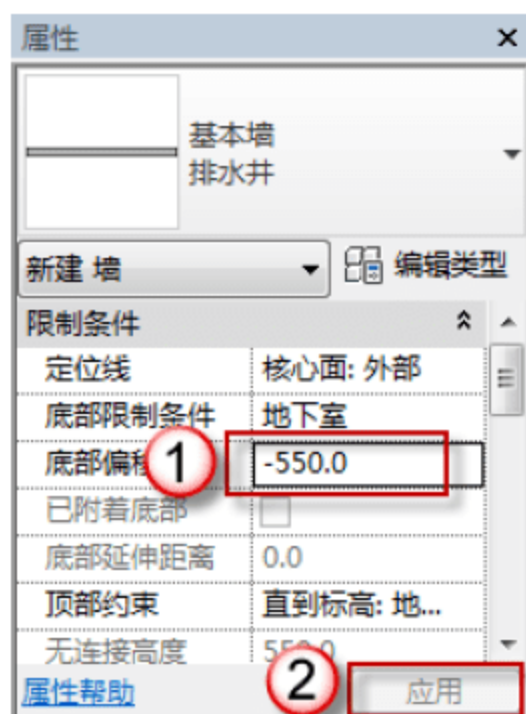 属性
基本墙
排水井
新建 墙
编辑类型
限制条件
定位线 核心面: 外部
底部限制条件 地下室
底部偏 1 -550.0
已附着底部
底部延伸距离 0.0
顶部约束 直到标高: 地...
无连接高度
属性帮助 2 应用